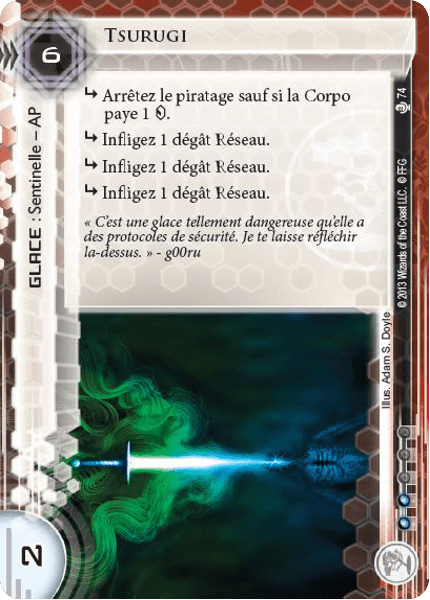 TSURUGI
6
↳ Arrêtez le piratage sauf si la Corpo
paye 1
↳ Infligez 1 dégât Réseau.
↳ Infligez 1 dégât Réseau.
↳ Infligez 1 dégât Réseau.
« C'est une glace tellement dangereuse qu'elle a
des protocoles de sécurité. Je te laisse réfléchir
la-dessus. » - g00ru
GLACE : Sentinelle – AP
74
© 2013 Wizards of the Coast LLC. © FFG
Illus. Adam S. Doyle
2